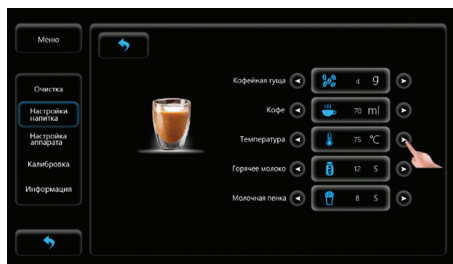 Меню
Очистка
Настройки
напитка
Настройка
аппарата
Калибровка
Информация
Кофейная гуща 4 g
Кофе 70 ml
Температура 75 °C
Горячее молоко 12 S
Молочная пенка 8 S